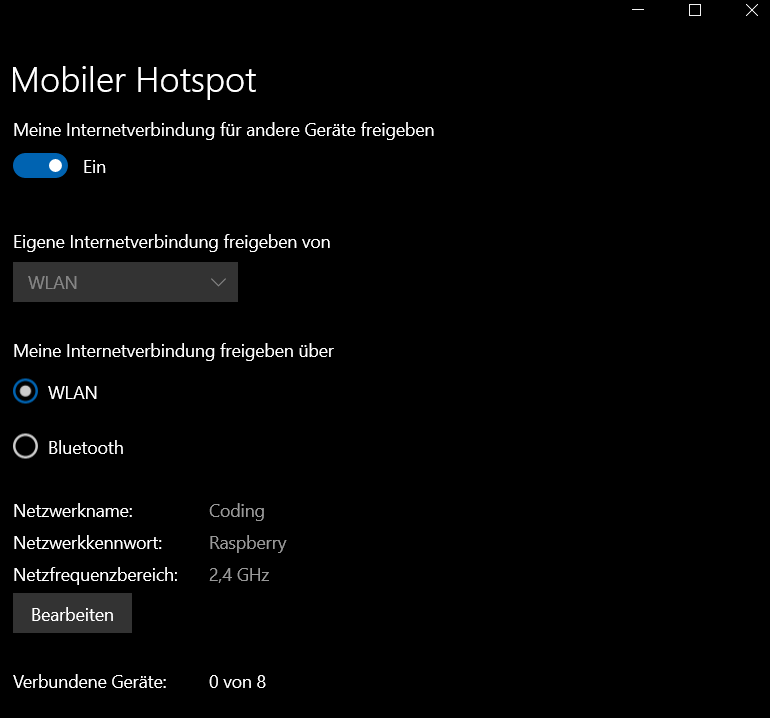 Mobiler Hotspot
Meine Internetverbindung für andere Geräte freigeben
Ein
Eigene Internetverbindung freigeben von
WLAN
Meine Internetverbindung freigeben über
WLAN
Bluetooth
Netzwerkname: Coding
Netzwerkkennwort: Raspberry
Netzfrequenzbereich: 2,4 GHz
Bearbeiten
Verbundene Geräte: 0 von 8